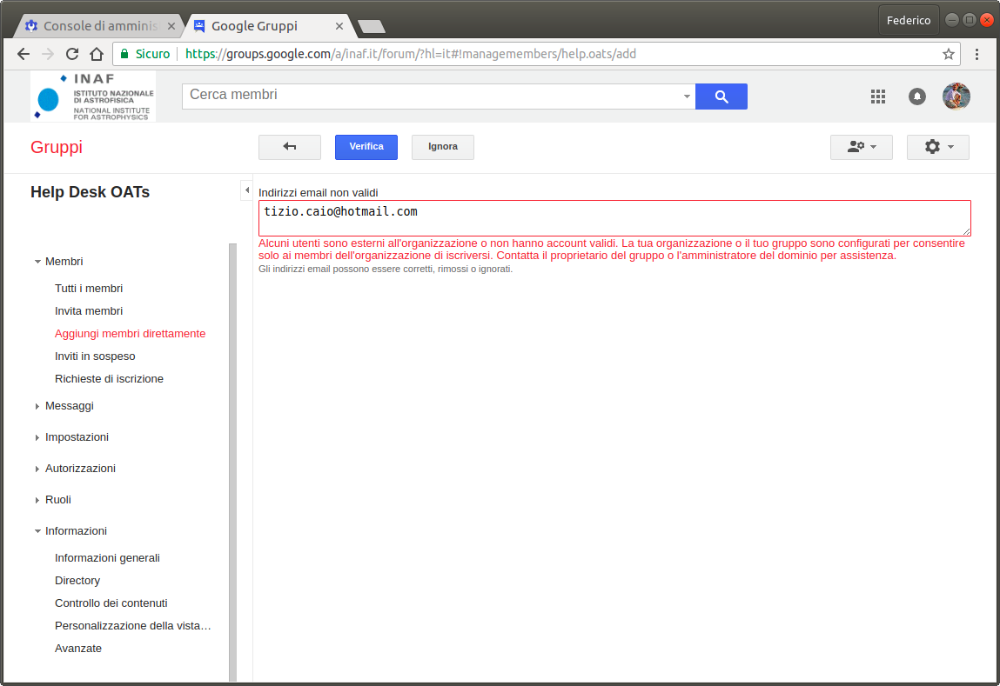 Console di amminis
Google Gruppi
Federico
Sicuro
https://groups.google.com/a/inaf.it/forum/?hl=it#!managemembers/help.oats/add
INAF
ISTITUTO NAZIONALE
DI ASTROFISICA
NATIONAL INSTITUTE
FOR ASTROPHYSICS
Cerca membri
Gruppi
Verifica
Ignora
Help Desk OATs
Indirizzi email non validi
tizio.caio@hotmail.com
Alcuni utenti sono esterni all'organizzazione o non hanno account validi. La tua organizzazione o il tuo gruppo sono configurati per consentire
solo ai membri dell'organizzazione di iscriversi. Contatta il proprietario del gruppo o l'amministratore del dominio per assistenza.
Gli indirizzi email possono essere corretti, rimossi o ignorati.
Membri
Tutti i membri
Invita membri
Aggiungi membri direttamente
Inviti in sospeso
Richieste di iscrizione
Messaggi
Impostazioni
Autorizzazioni
Ruoli
Informazioni
Informazioni generali
Directory
Controllo dei contenuti
Personalizzazione della vista…
Avanzate